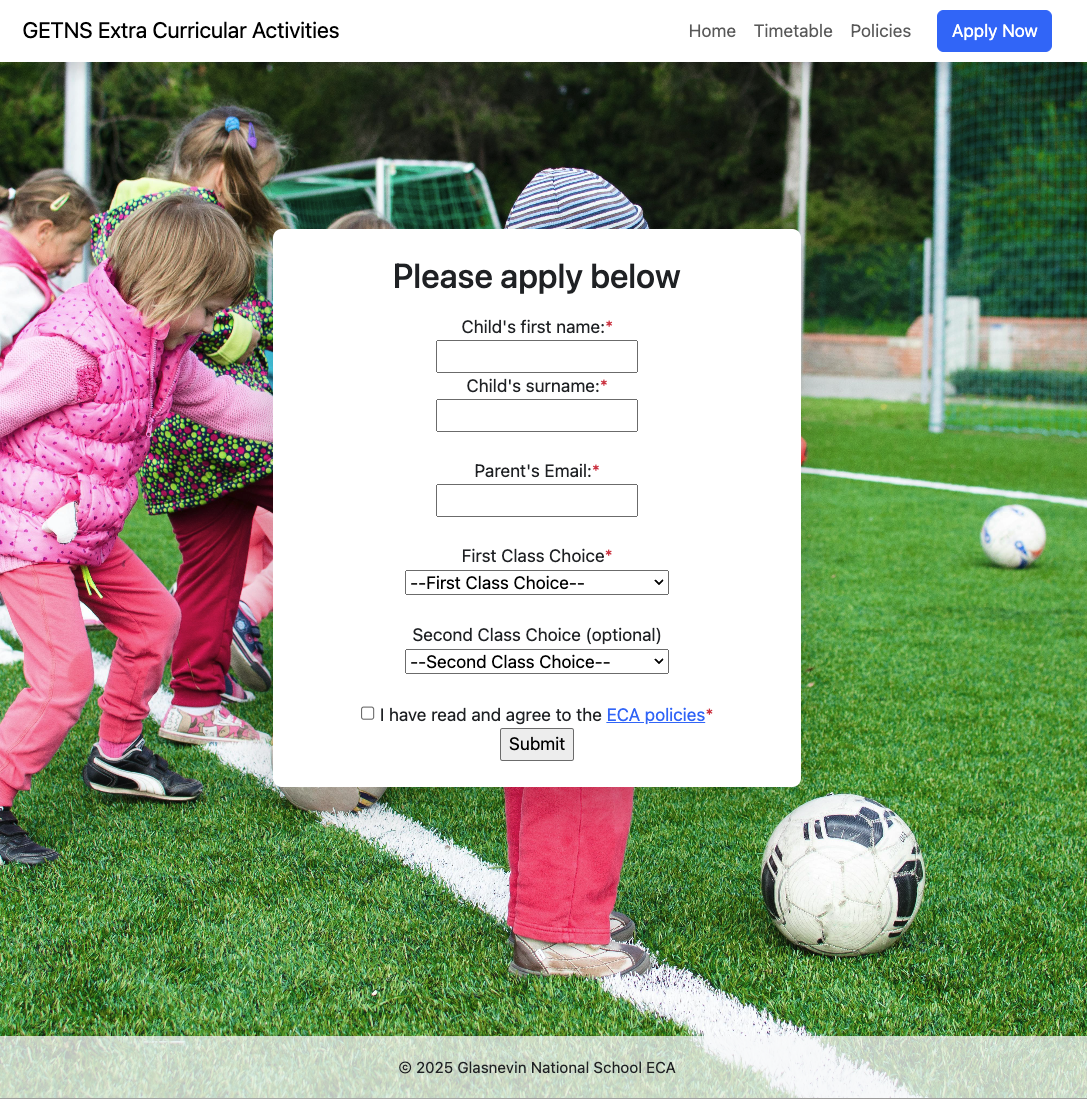 GETNS Extra Curricular Activities
Home Timetable Policies Apply Now
Please apply below
Child's first name:*
Child's surname:*
Parent's Email:*
First Class Choice*
--First Class Choice--
Second Class Choice (optional)
--Second Class Choice--
I have read and agree to the ECA policies*
Submit
© 2025 Glasnevin National School ECA